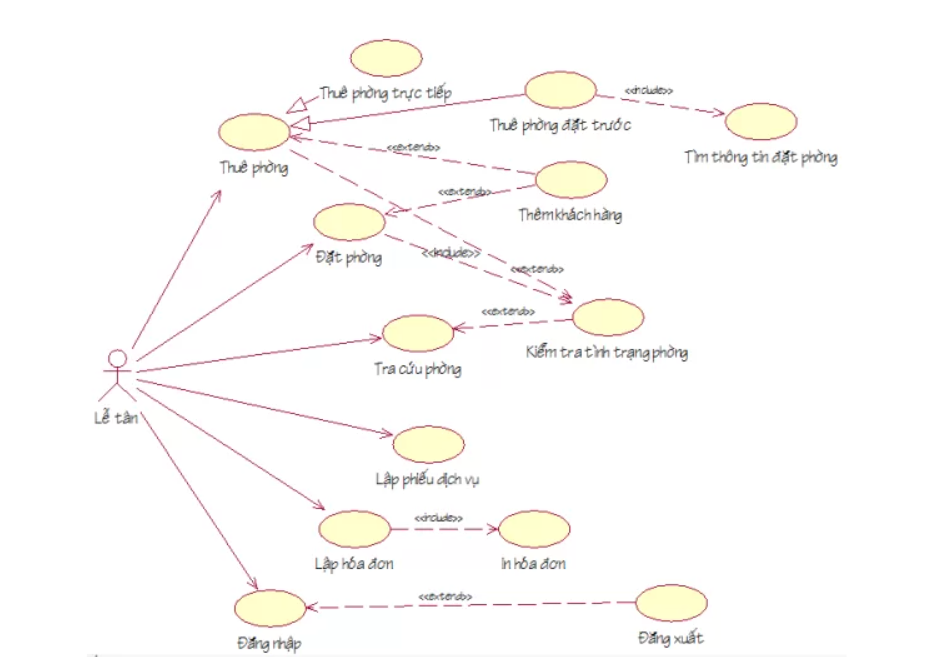 Thuê phòng trực tiếp
<<include>>
Thuê phòng đặt trước
<<extend>>
Tìm thông tin đặt phòng
Thuê phòng
<<extend>>
Thêm khách hàng
Đặt phòng
<<include>>
<<extend>>
<<extend>>
Kiểm tra tình trạng phòng
Tra cứu phòng
Lễ tân
Lập phiếu dịch vụ
<<include>>
Lập hóa đơn
In hóa đơn
<<extend>>
Đăng nhập
Đăng xuất